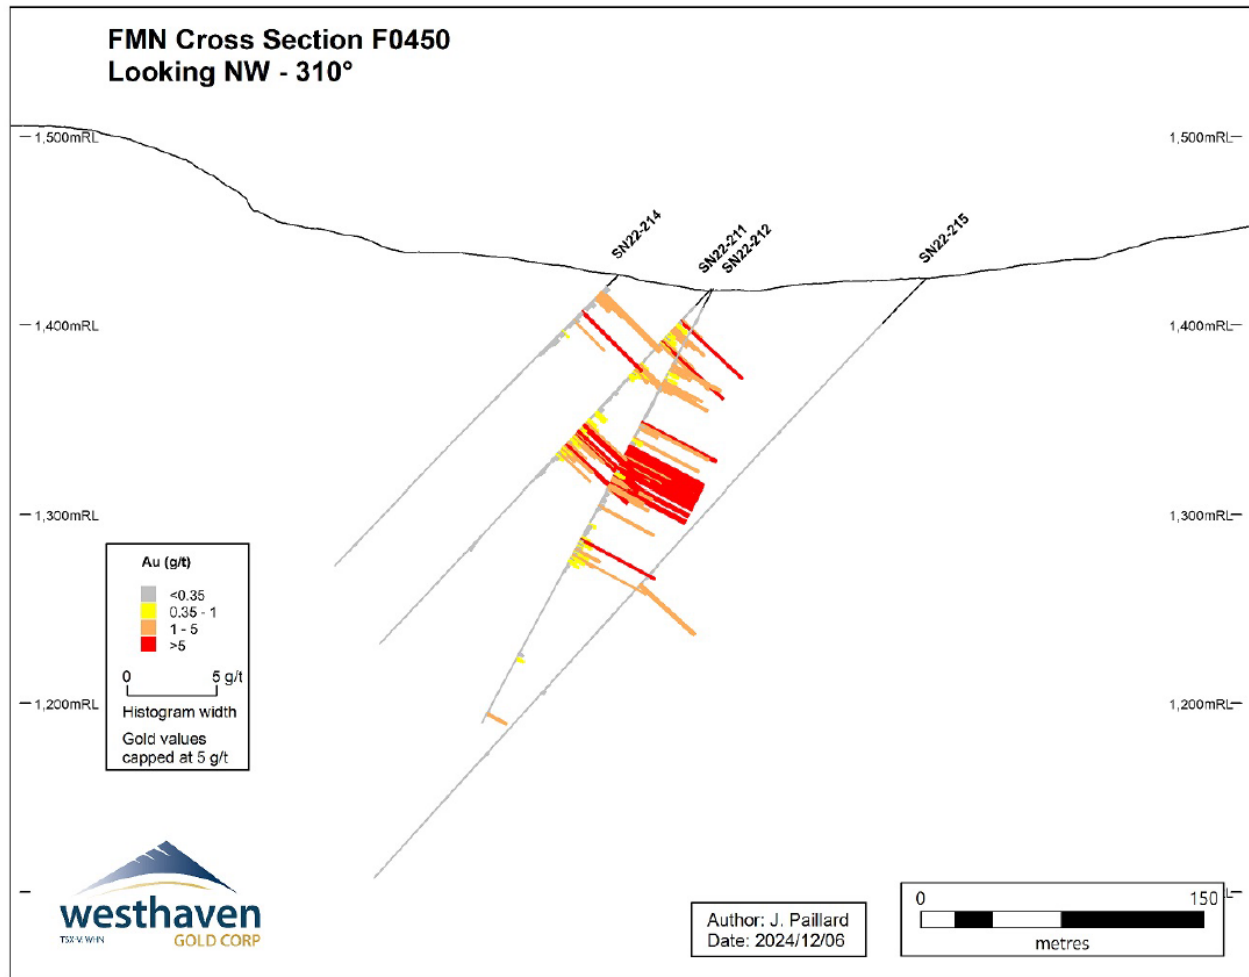 FMN Cross Section F0450
Looking NW - 310°
1,500mRL
1,500mRL
SN22-214
SN22-211
SN22-212
SN22-215
1,400mRL
1,400mRL
1,300mRL
1,300mRL
Au (g/t)
<0.35
0.35 - 1
1 - 5
>5
0 5 g/t
Histogram width
Gold values
capped at 5 g/t
1,200mRL
1,200mRL
westhaven
TSX-V: WHN GOLD CORP
Author: J. Paillard
Date: 2024/12/06
0 150
metres